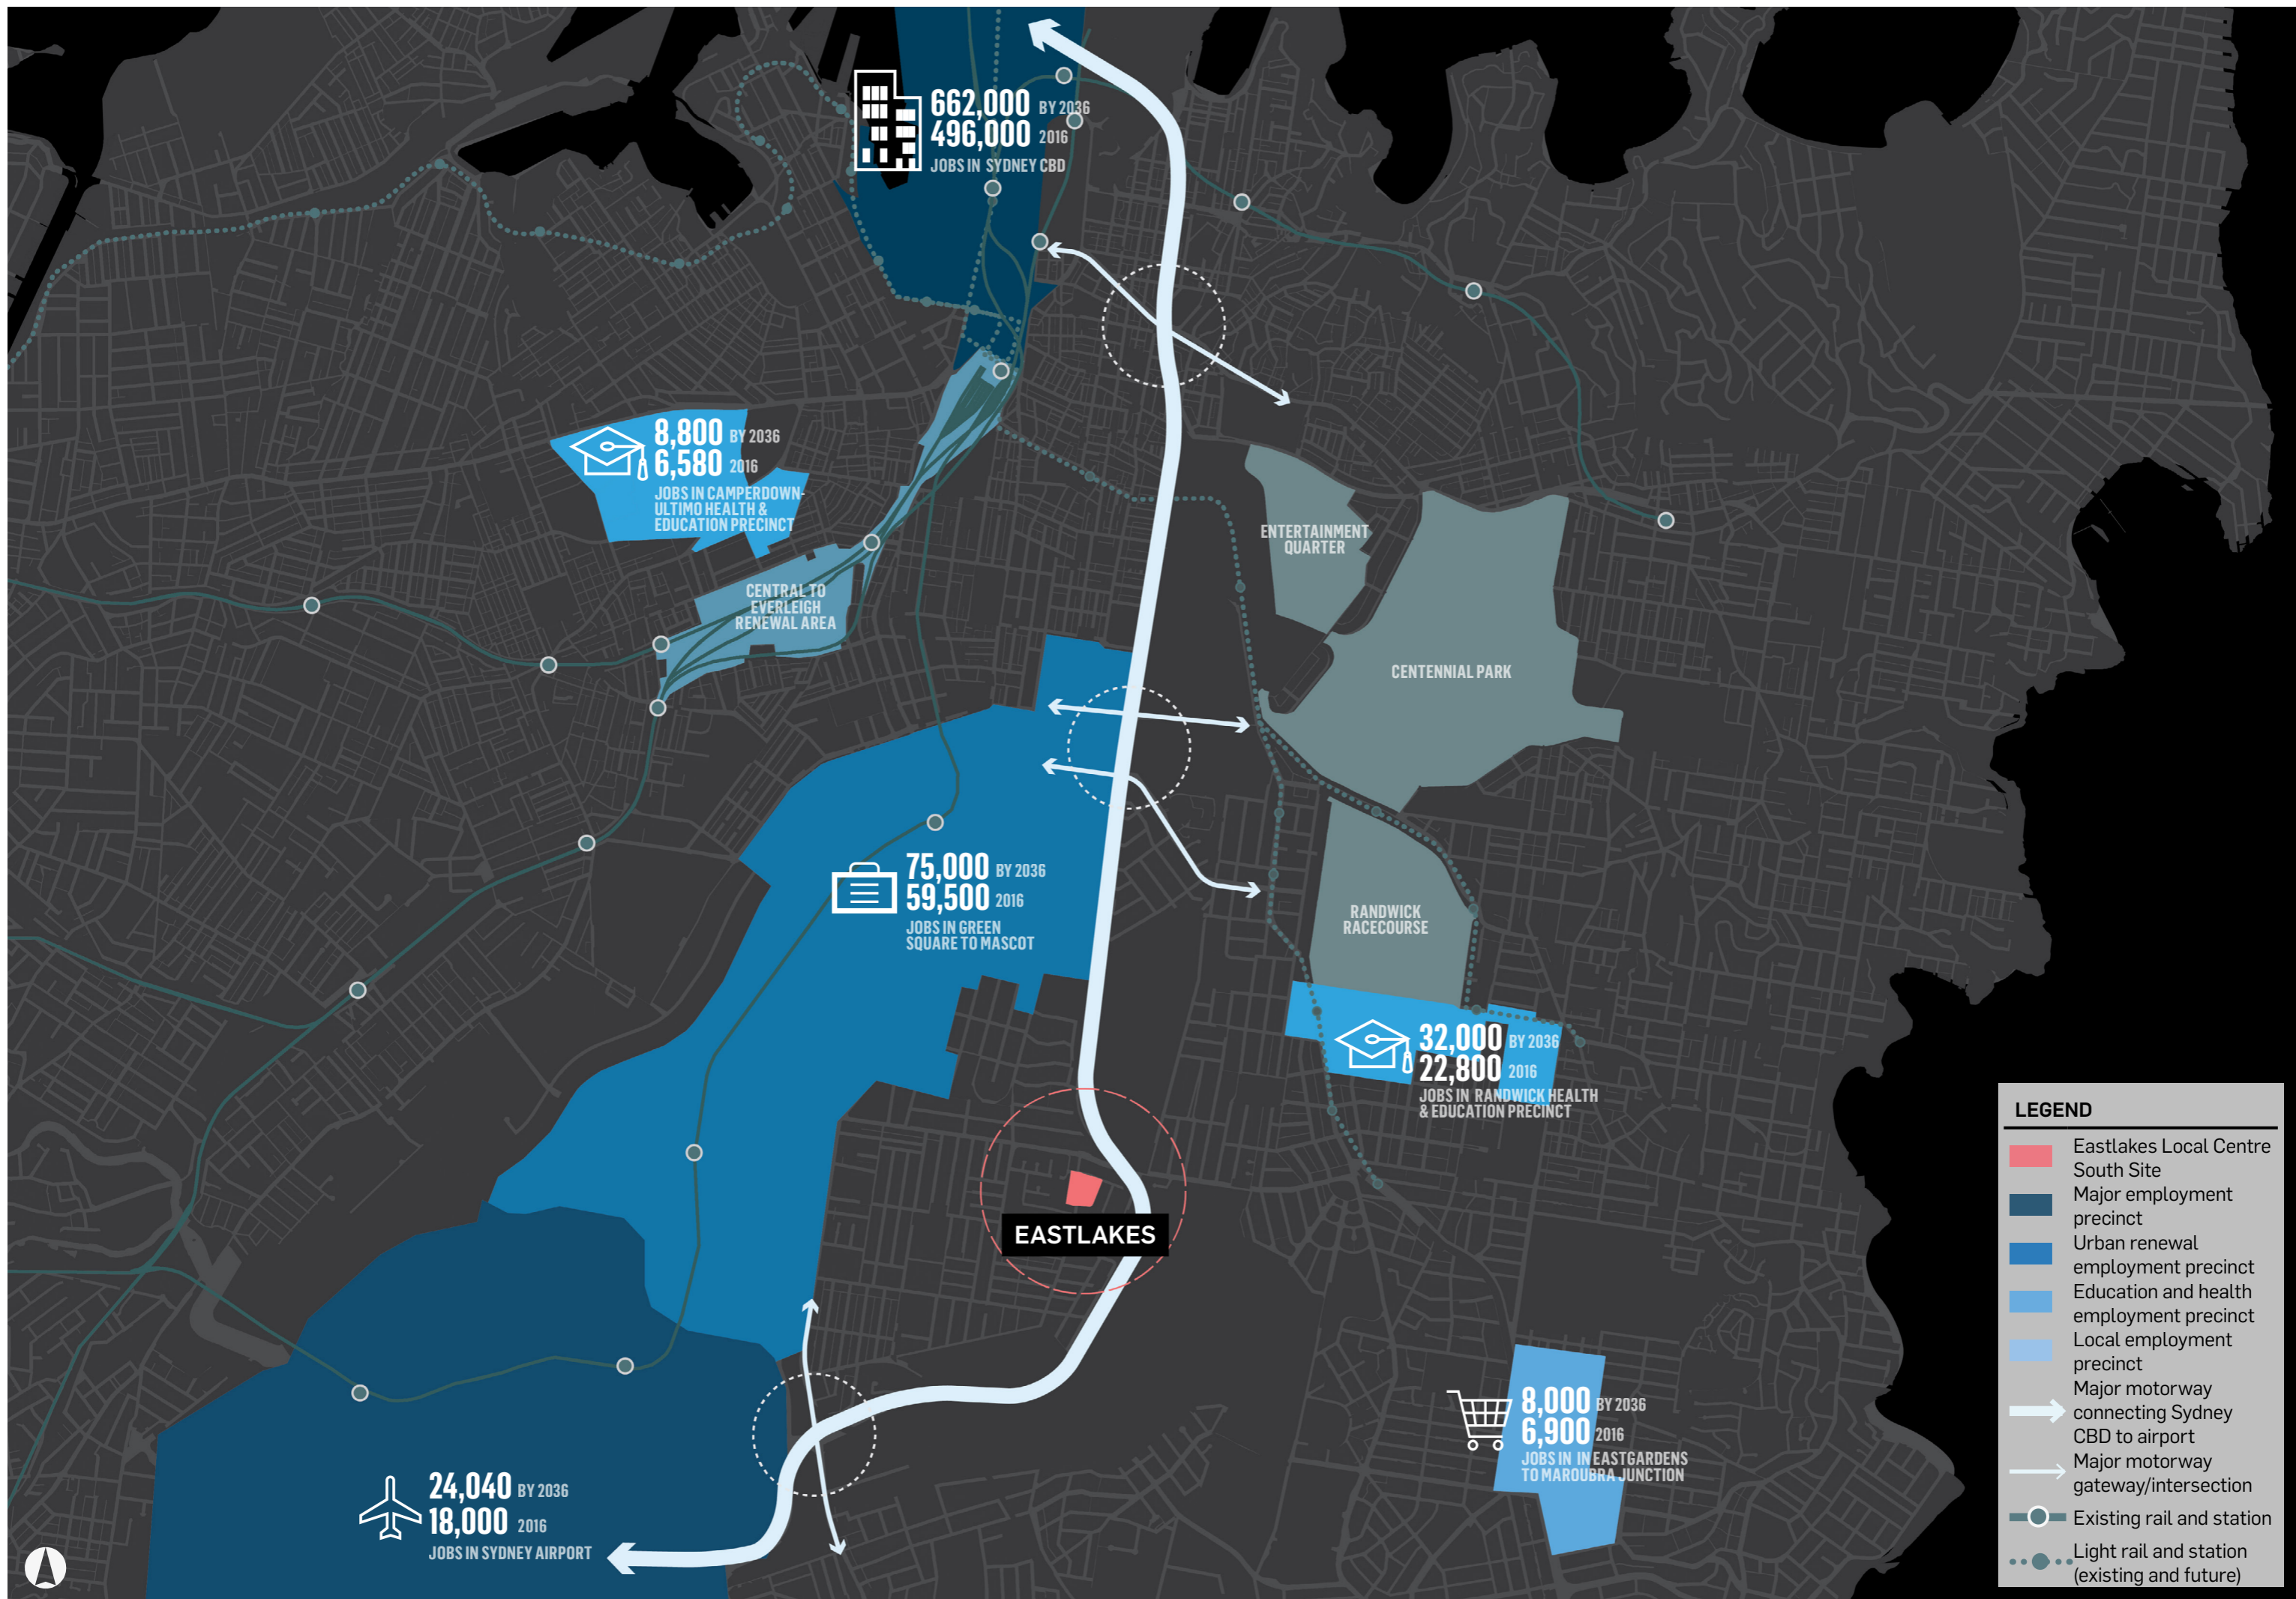 662,000 BY 2036
496,000 2016
JOBS IN SYDNEY CBD
8,800 BY 2036
6,580 2016
JOBS IN CAMPERDOWN-
ULTIMO HEALTH &
EDUCATION PRECINCT
ENTERTAINMENT
QUARTER
CENTRAL TO
EVERLEIGH
RENEWAL AREA
CENTENNIAL PARK
75,000 BY 2036
59,500 2016
JOBS IN GREEN
SQUARE TO MASCOT
RANDWICK
RACECOURSE
32,000 BY 2036
22,800 2016
JOBS IN RANDWICK HEALTH
& EDUCATION PRECINCT
EASTLAKES
8,000 BY 2036
6,900 2016
JOBS IN IN EASTGARDENS
TO MAROUBRA JUNCTION
24,040 BY 2036
18,000 2016
JOBS IN SYDNEY AIRPORT
LEGEND
Eastlakes Local Centre
South Site
Major employment
precinct
Urban renewal
employment precinct
Education and health
employment precinct
Local employment
precinct
Major motorway
connecting Sydney
CBD to airport
Major motorway
gateway/intersection
Existing rail and station
Light rail and station
(existing and future)